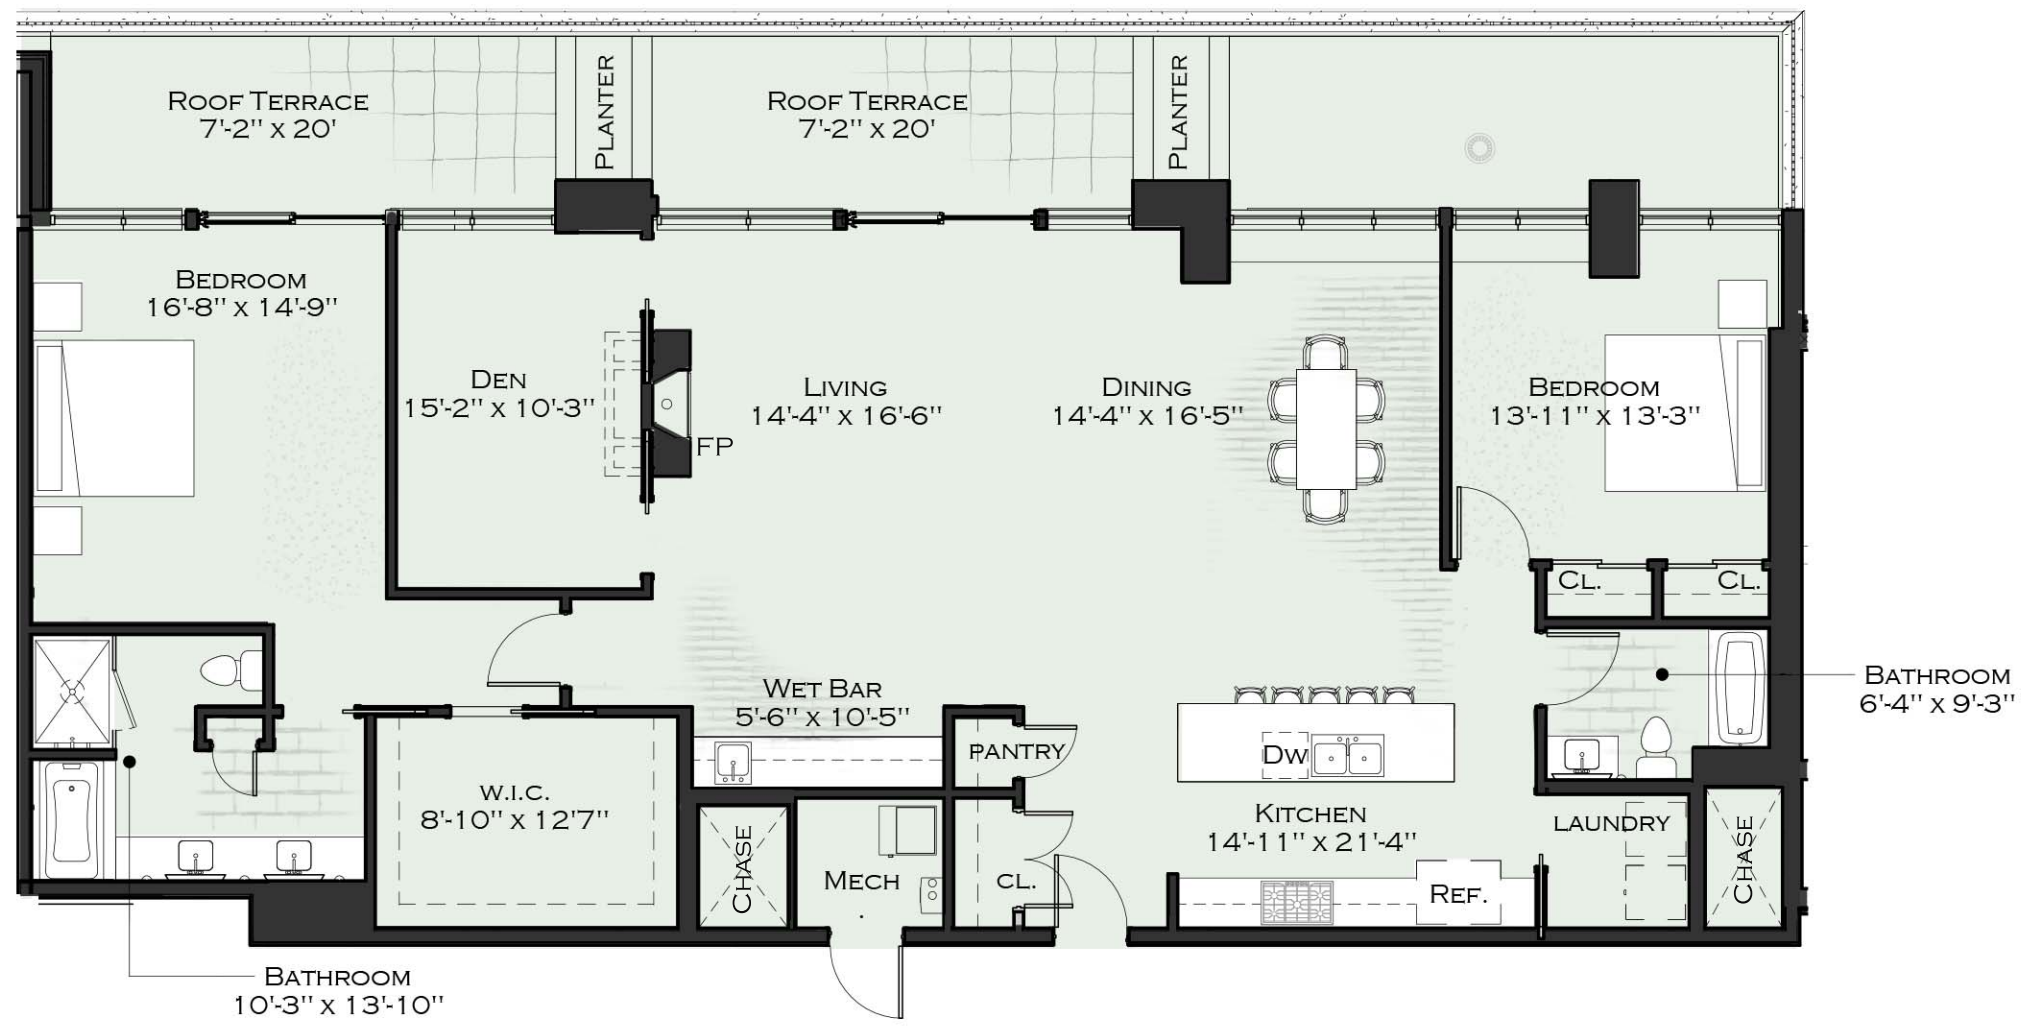 ROOF TERRACE
7'-2" X 20'
PLANTER
ROOF TERRACE
7'-2" X 20'
PLANTER
BEDROOM
16'-8" X 14'-9"
DEN
15'-2" X 10'-3"
FP
LIVING
14'-4" X 16'-6"
DINING
14'-4" X 16'-5"
BEDROOM
13'-11" X 13'-3"
CL.
CL.
BATHROOM
6'-4" X 9'-3"
WET BAR
5'-6" X 10'-5"
PANTRY
DW
W.I.C.
8'-10" X 12'7"
KITCHEN
14'-11" X 21'-4"
LAUNDRY
CHASE
MECH
CL.
REF.
CHASE
BATHROOM
10'-3" X 13'-10"